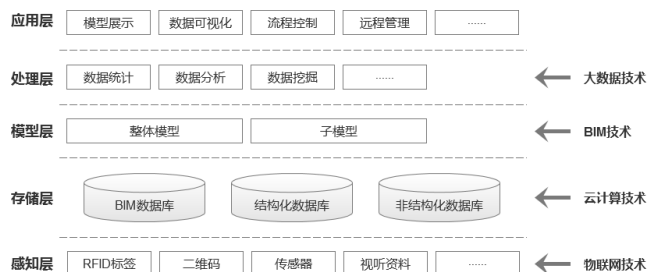 应用层 模型展示 数据可视化 流程控制 远程管理 ......
处理层 数据统计 数据分析 数据挖掘 ...... 大数据技术
模型层 整体模型 子模型 BIM技术
存储层 BIM数据库 结构化数据库 非结构化数据库 云计算技术
感知层 RFID标签 二维码 传感器 视听资料 ...... 物联网技术